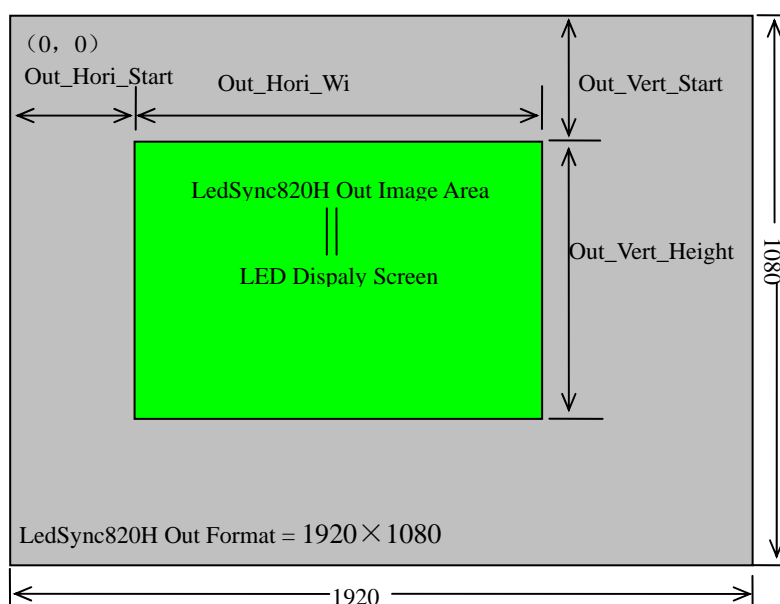 （0，0）
Out_Hori_Start
Out_Hori_Wi
Out_Vert_Start
LedSync820H Out Image Area
LED Dispaly Screen
Out_Vert_Height
1080
LedSync820H Out Format = 1920×1080
1920